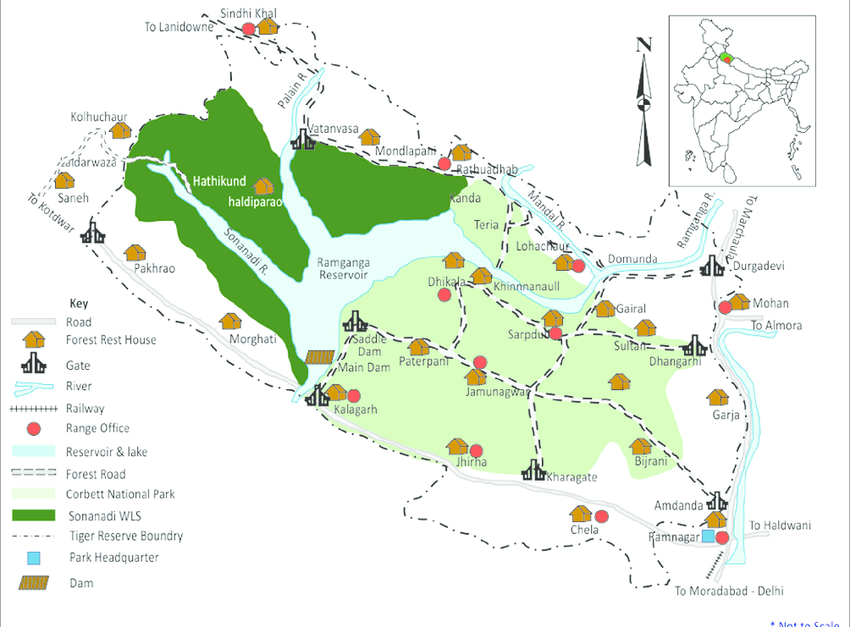 Sindhi Khal
To Lanidowne
N
Palain R.
Kolhuchaur
Vatanvasa
Mondlapani
Rathuadhab
Hathikund
haldiparao
Saneh
To Kotdwar
Kanda
Mandal R.
Teria
Ramganga R.
To Marchaula
Sonanadi R.
Lohachaur
Domunda
Pakhrao
Ramganga
Reservoir
Durgadevi
Dhikala
Khinnnanaull
Key
Road
Forest Rest House
Gate
River
Railway
Range Office
Reservoir & lake
Forest Road
Corbett National Park
Sonanadi WLS
Tiger Reserve Boundry
Park Headquarter
Dam
Gairal
Mohan
To Almora
Morghati
Saddle
Dam
Sarpduli
Sultan
Dhangarhi
Paterpani
Main Dam
Jamunagwar
Kalagarh
Garja
Jhirha
Bijrani
Kharagate
Amdanda
Chela
Ramnagar
To Haldwani
To Moradabad - Delhi
* Not to Scale